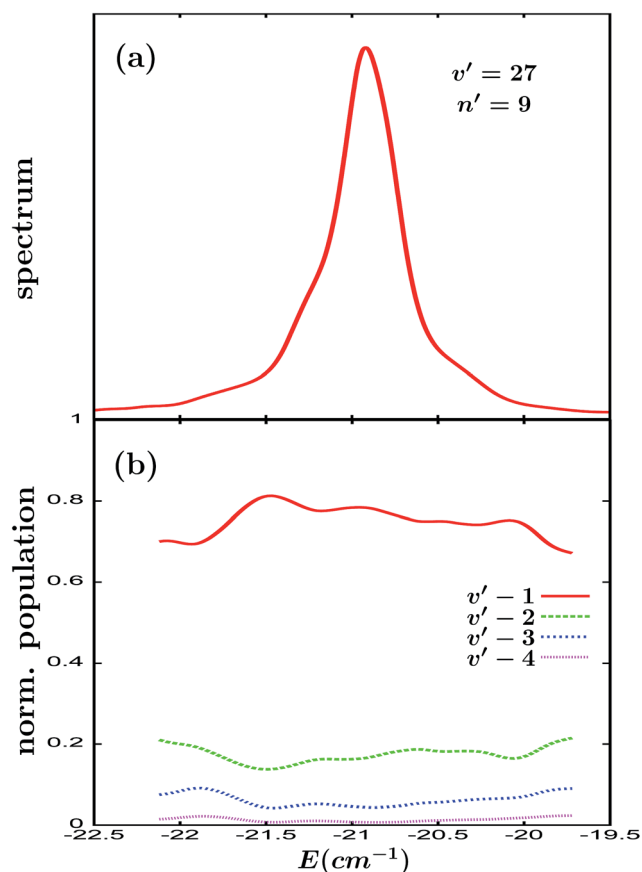 (a)
v′ = 27
n′ = 9
spectrum
1
(b)
0.8
0.6
0.4
0.2
0
norm. population
v′ − 1
v′ − 2
v′ − 3
v′ − 4
-22.5 -22 -21.5 -21 -20.5 -20 -19.5
E(cm⁻¹)